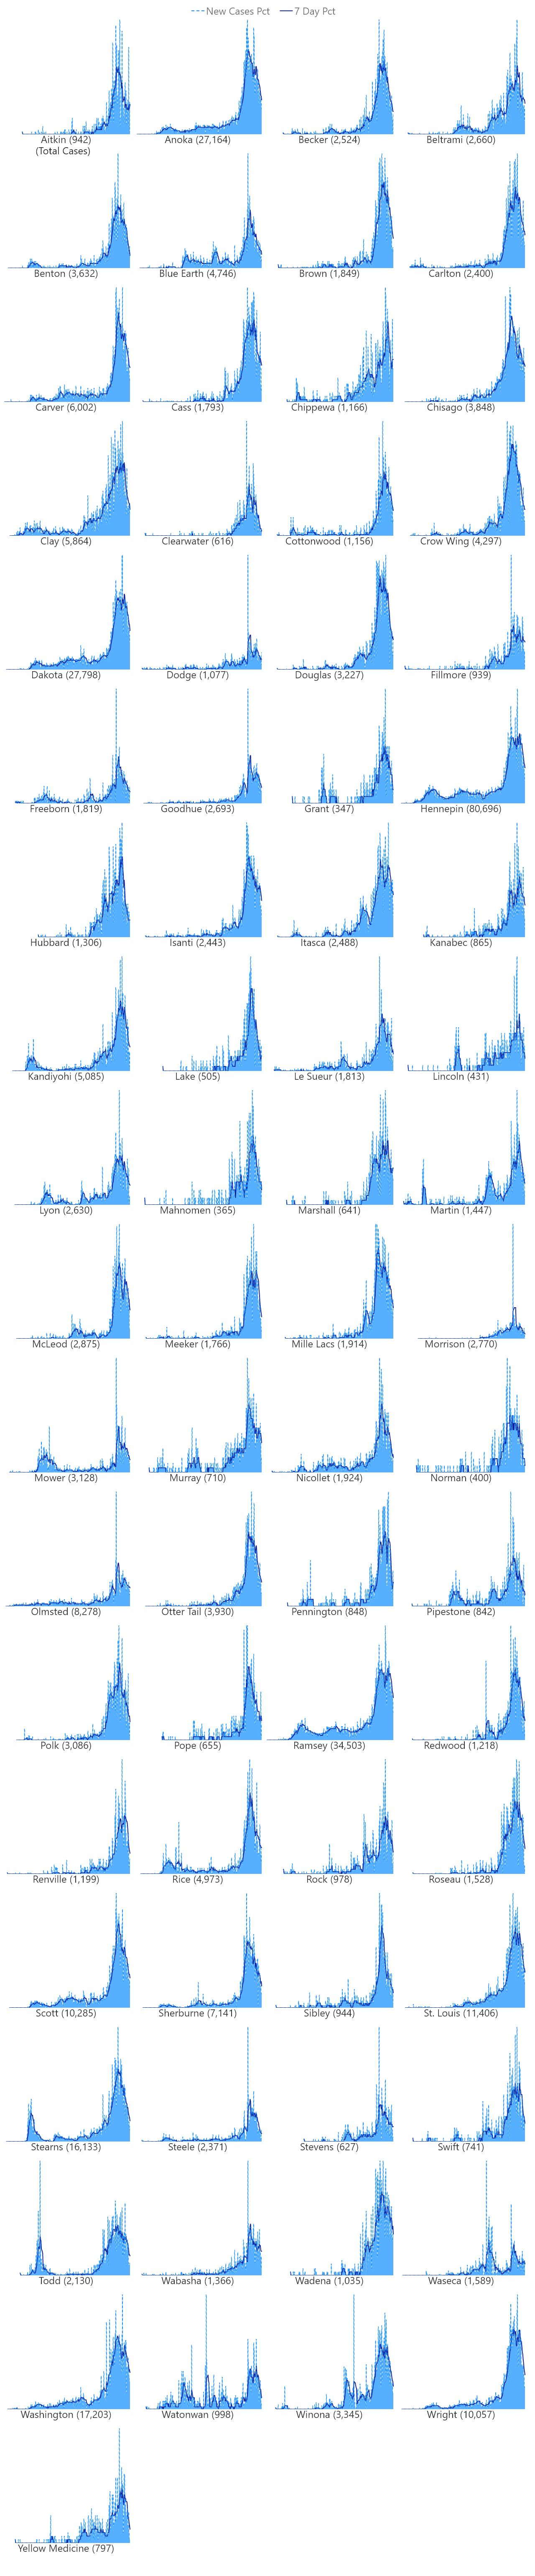 New Cases Pct 7 Day Pct
Aitkin (942) Anoka (27,164) Becker (2,524) Beltrami (2,660)
(Total Cases)
Benton (3,632) Blue Earth (4,746) Brown (1,849) Carlton (2,400)
Carver (6,002) Cass (1,793) Chippewa (1,166) Chisago (3,848)
Clay (5,864) Clearwater (616) Cottonwood (1,156) Crow Wing (4,297)
Dakota (27,798) Dodge (1,077) Douglas (3,227) Fillmore (939)
Freeborn (1,819) Goodhue (2,693) Grant (347) Hennepin (80,696)
Hubbard (1,306) Isanti (2,443) Itasca (2,488) Kanabec (865)
Kandiyohi (5,085) Lake (505) Le Sueur (1,813) Lincoln (431)
Lyon (2,630) Mahnomen (365) Marshall (641) Martin (1,447)
McLeod (2,875) Meeker (1,766) Mille Lacs (1,914) Morrison (2,770)
Mower (3,128) Murray (710) Nicollet (1,924) Norman (400)
Olmsted (8,278) Otter Tail (3,930) Pennington (848) Pipestone (842)
Polk (3,086) Pope (655) Ramsey (34,503) Redwood (1,218)
Renville (1,199) Rice (4,973) Rock (978) Roseau (1,528)
Scott (10,285) Sherburne (7,141) Sibley (944) St. Louis (11,406)
Stearns (16,133) Steele (2,371) Stevens (627) Swift (741)
Todd (2,130) Wabasha (1,366) Wadena (1,035) Waseca (1,589)
Washington (17,203) Watonwan (998) Winona (3,345) Wright (10,057)
Yellow Medicine (797)